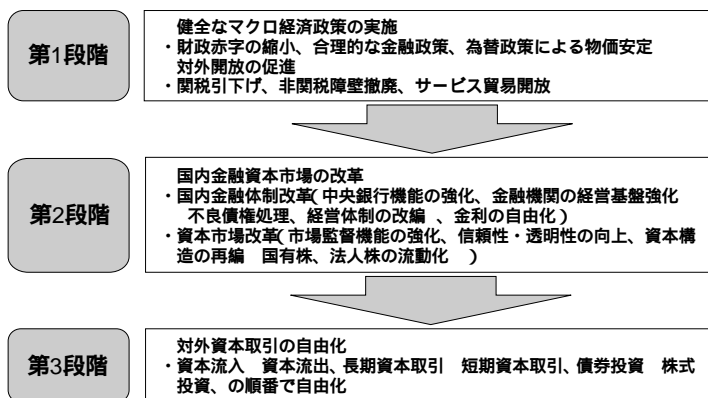 第1段階
健全なマクロ経済政策の実施
・財政赤字の縮小、合理的な金融政策、為替政策による物価安定
対外開放の促進
・関税引下げ、非関税障壁撤廃、サービス貿易開放
第2段階
国内金融資本市場の改革
・国内金融体制改革(中央銀行機能の強化、金融機関の経営基盤強化
不良債権処理、経営体制の改編 、金利の自由化)
・資本市場改革(市場監督機能の強化、信頼性・透明性の向上、資本構
造の再編 国有株、法人株の流動化 )
第3段階
対外資本取引の自由化
・資本流入 資本流出、長期資本取引 短期資本取引、債券投資 株式
投資、の順番で自由化